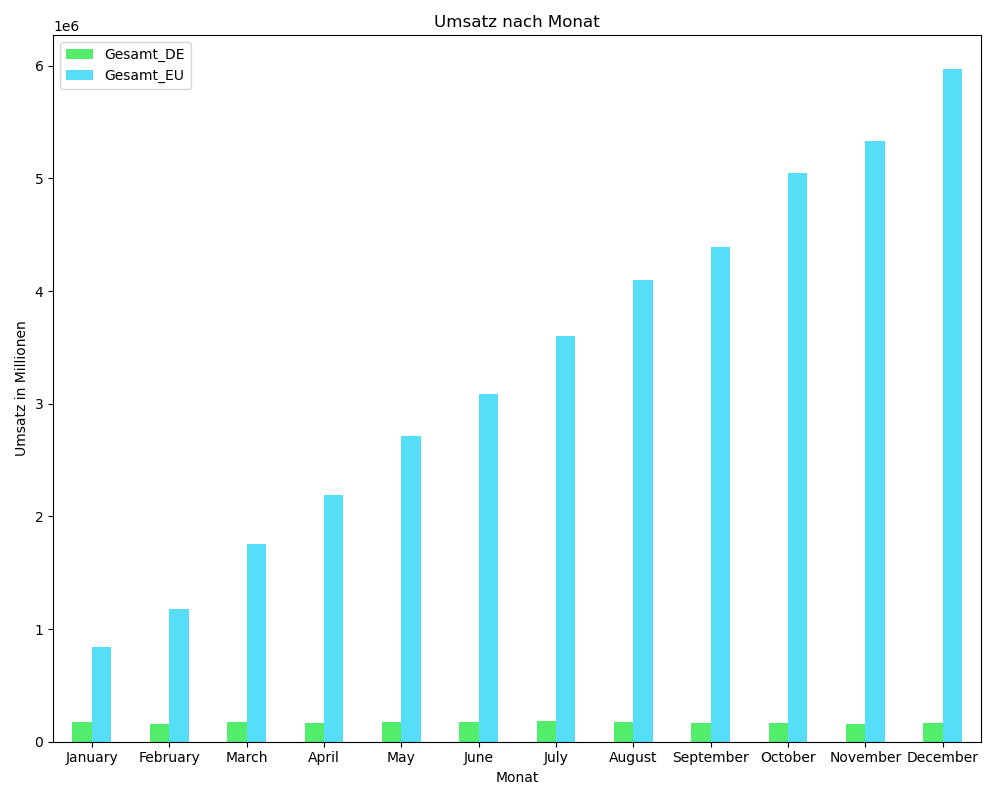 Umsatz nach Monat
1e6
Gesamt_DE
Gesamt_EU
6
5
4
3
2
1
0
Umsatz in Millionen
January February March April May June July August September October November December
Monat